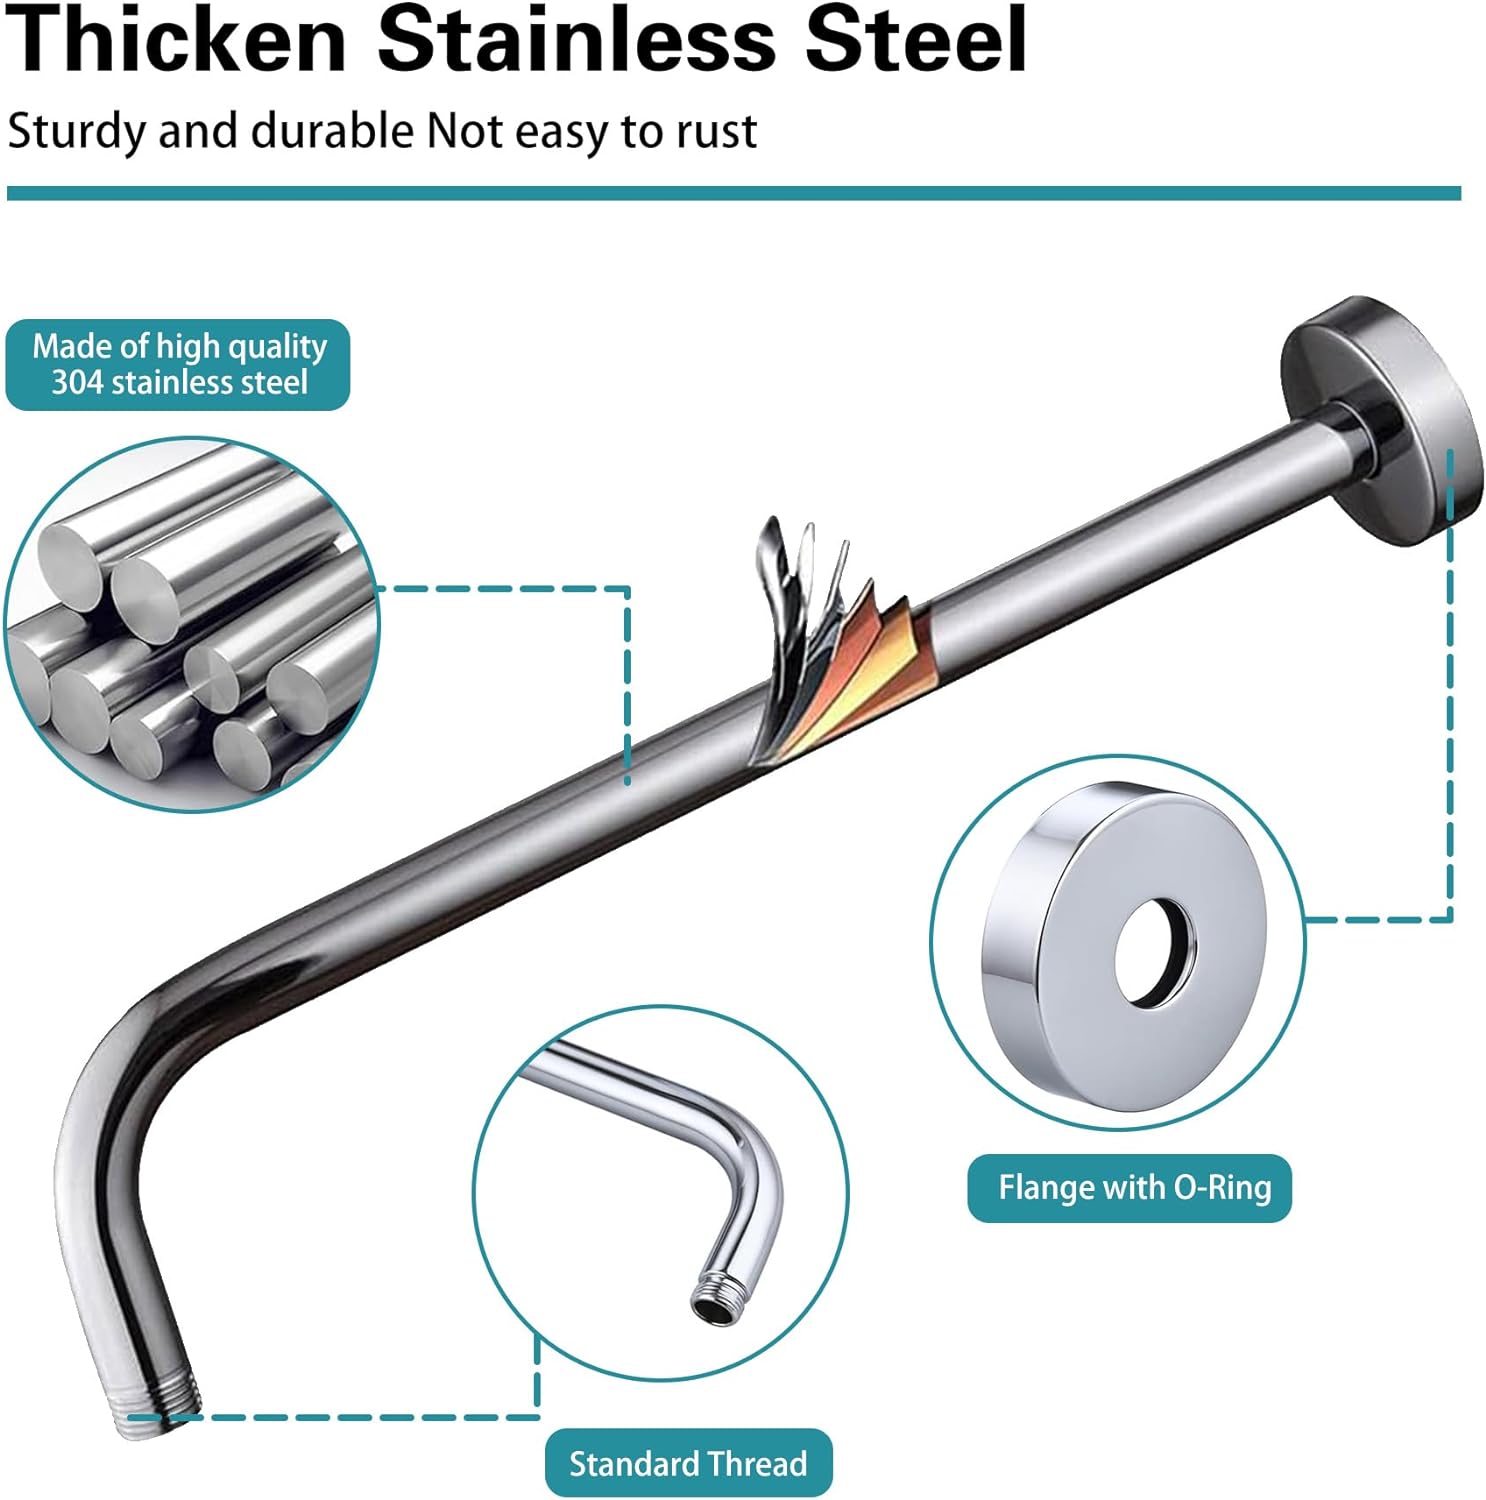 Thicken Stainless Steel
Sturdy and durable Not easy to rust
Made of high quality
304 stainless steel
Flange with O-Ring
Standard Thread